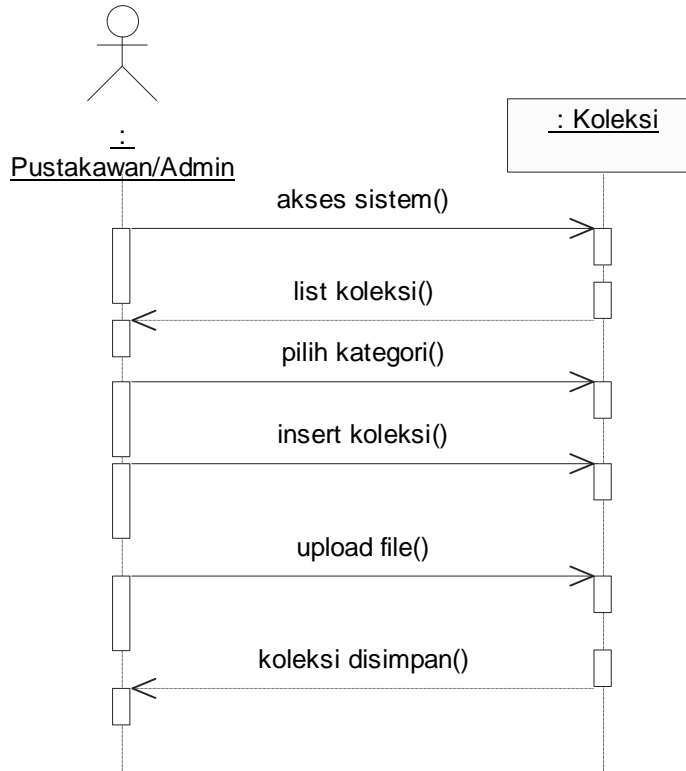 :
Pustakawan/Admin
: Koleksi
akses sistem()
list koleksi()
pilih kategori()
insert koleksi()
upload file()
koleksi disimpan()